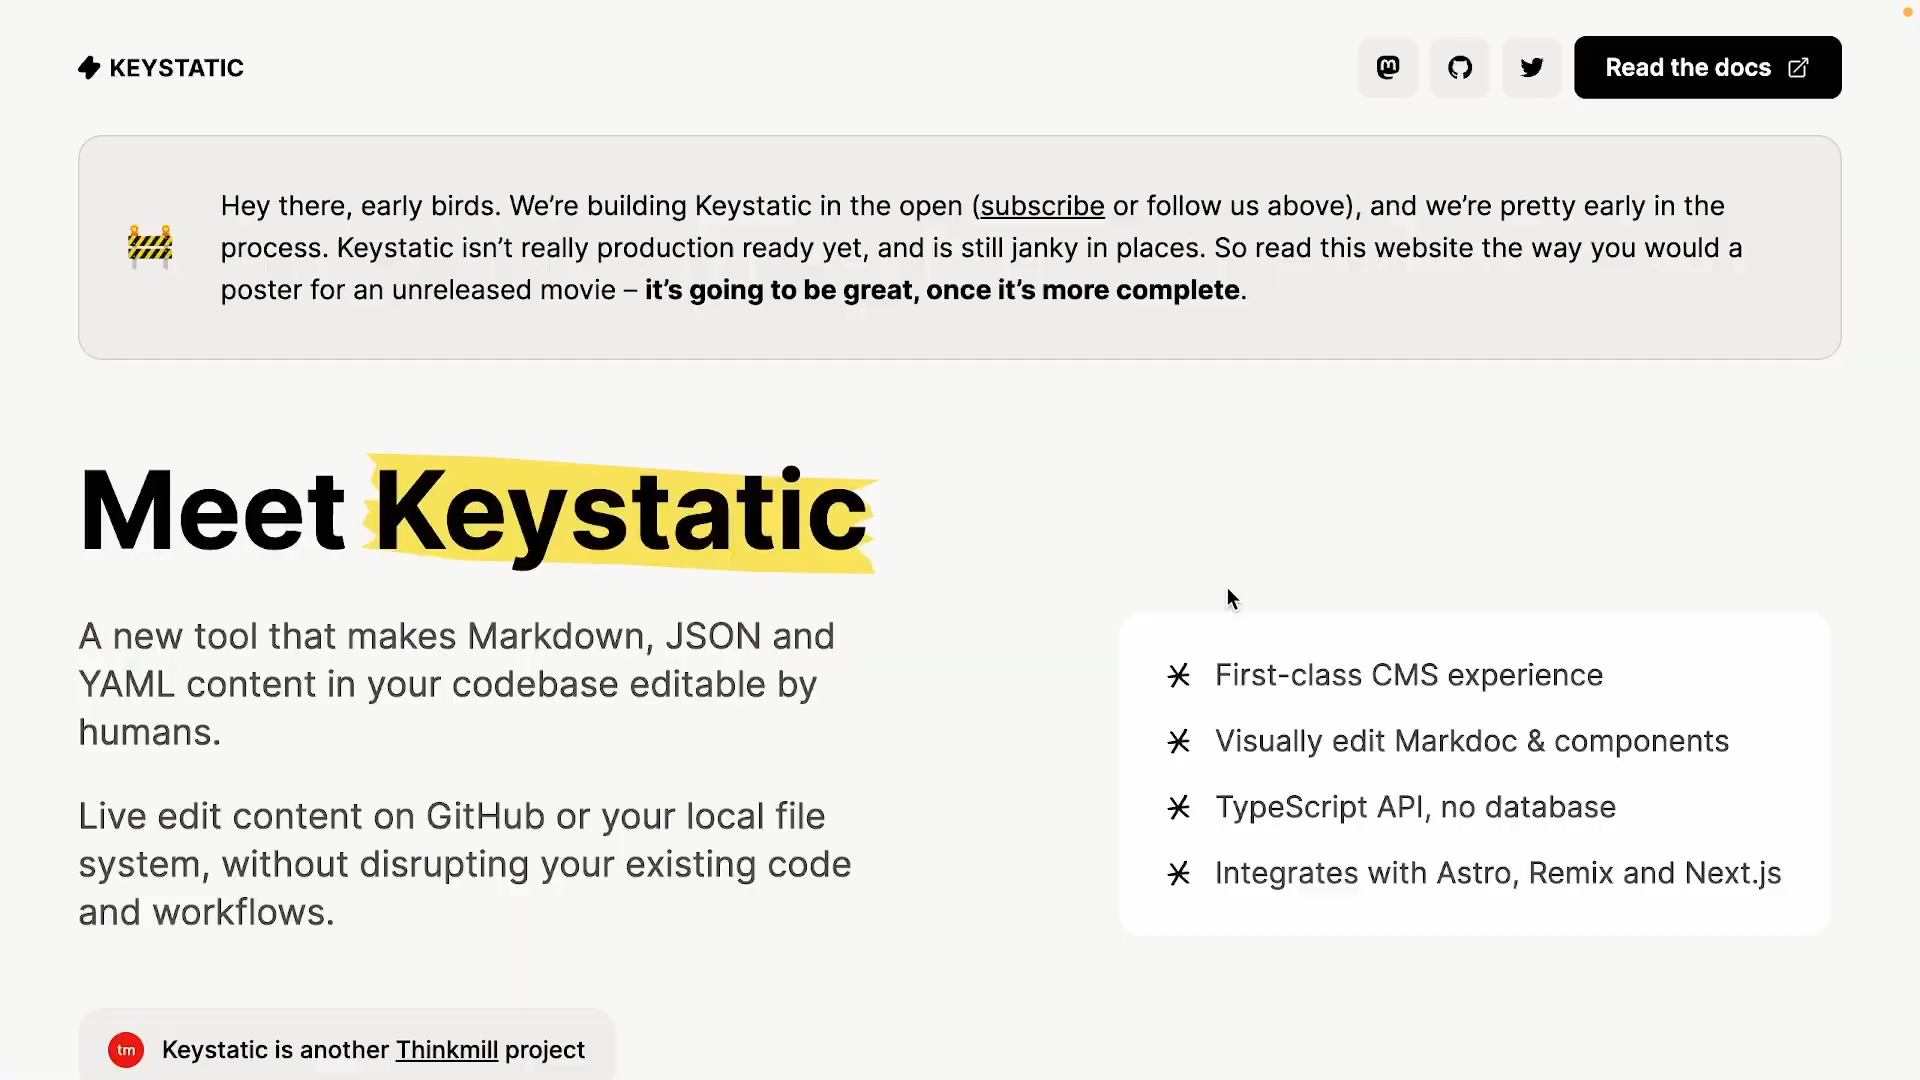 KEYSTATIC
Read the docs
Hey there, early birds. We’re building Keystatic in the open (subscribe or follow us above), and we’re pretty early in the
process. Keystatic isn’t really production ready yet, and is still janky in places. So read this website the way you would a
poster for an unreleased movie – it’s going to be great, once it’s more complete.
Meet Keystatic
A new tool that makes Markdown, JSON and
YAML content in your codebase editable by
humans.
Live edit content on GitHub or your local file
system, without disrupting your existing code
and workflows.
First-class CMS experience
Visually edit Markdoc & components
TypeScript API, no database
Integrates with Astro, Remix and Next.js
tm Keystatic is another Thinkmill project